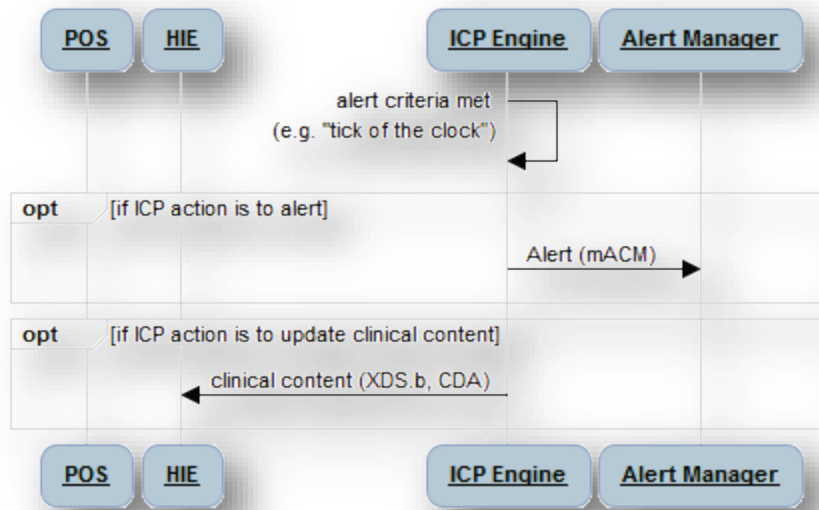 POS HIE ICP Engine Alert Manager
alert criteria met
(e.g. "tick of the clock")
opt [if ICP action is to alert]
Alert (mACM)
opt [if ICP action is to update clinical content]
clinical content (XDS.b, CDA)
POS HIE ICP Engine Alert Manager